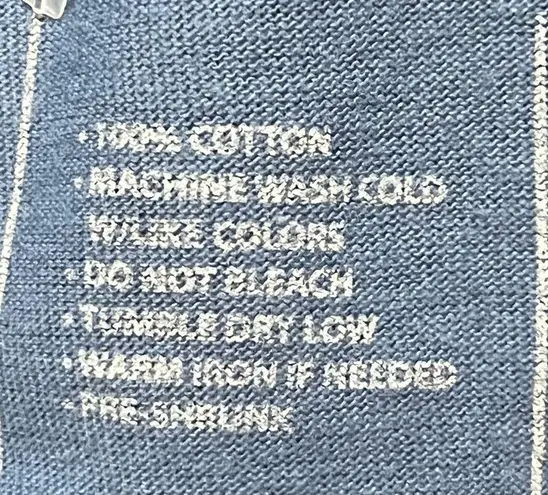 •100% COTTON
•MACHINE WASH COLD
W/LIKE COLORS
•DO NOT BLEACH
•TUMBLE DRY LOW
•WARM IRON IF NEEDED
•PRE-SHRUNK